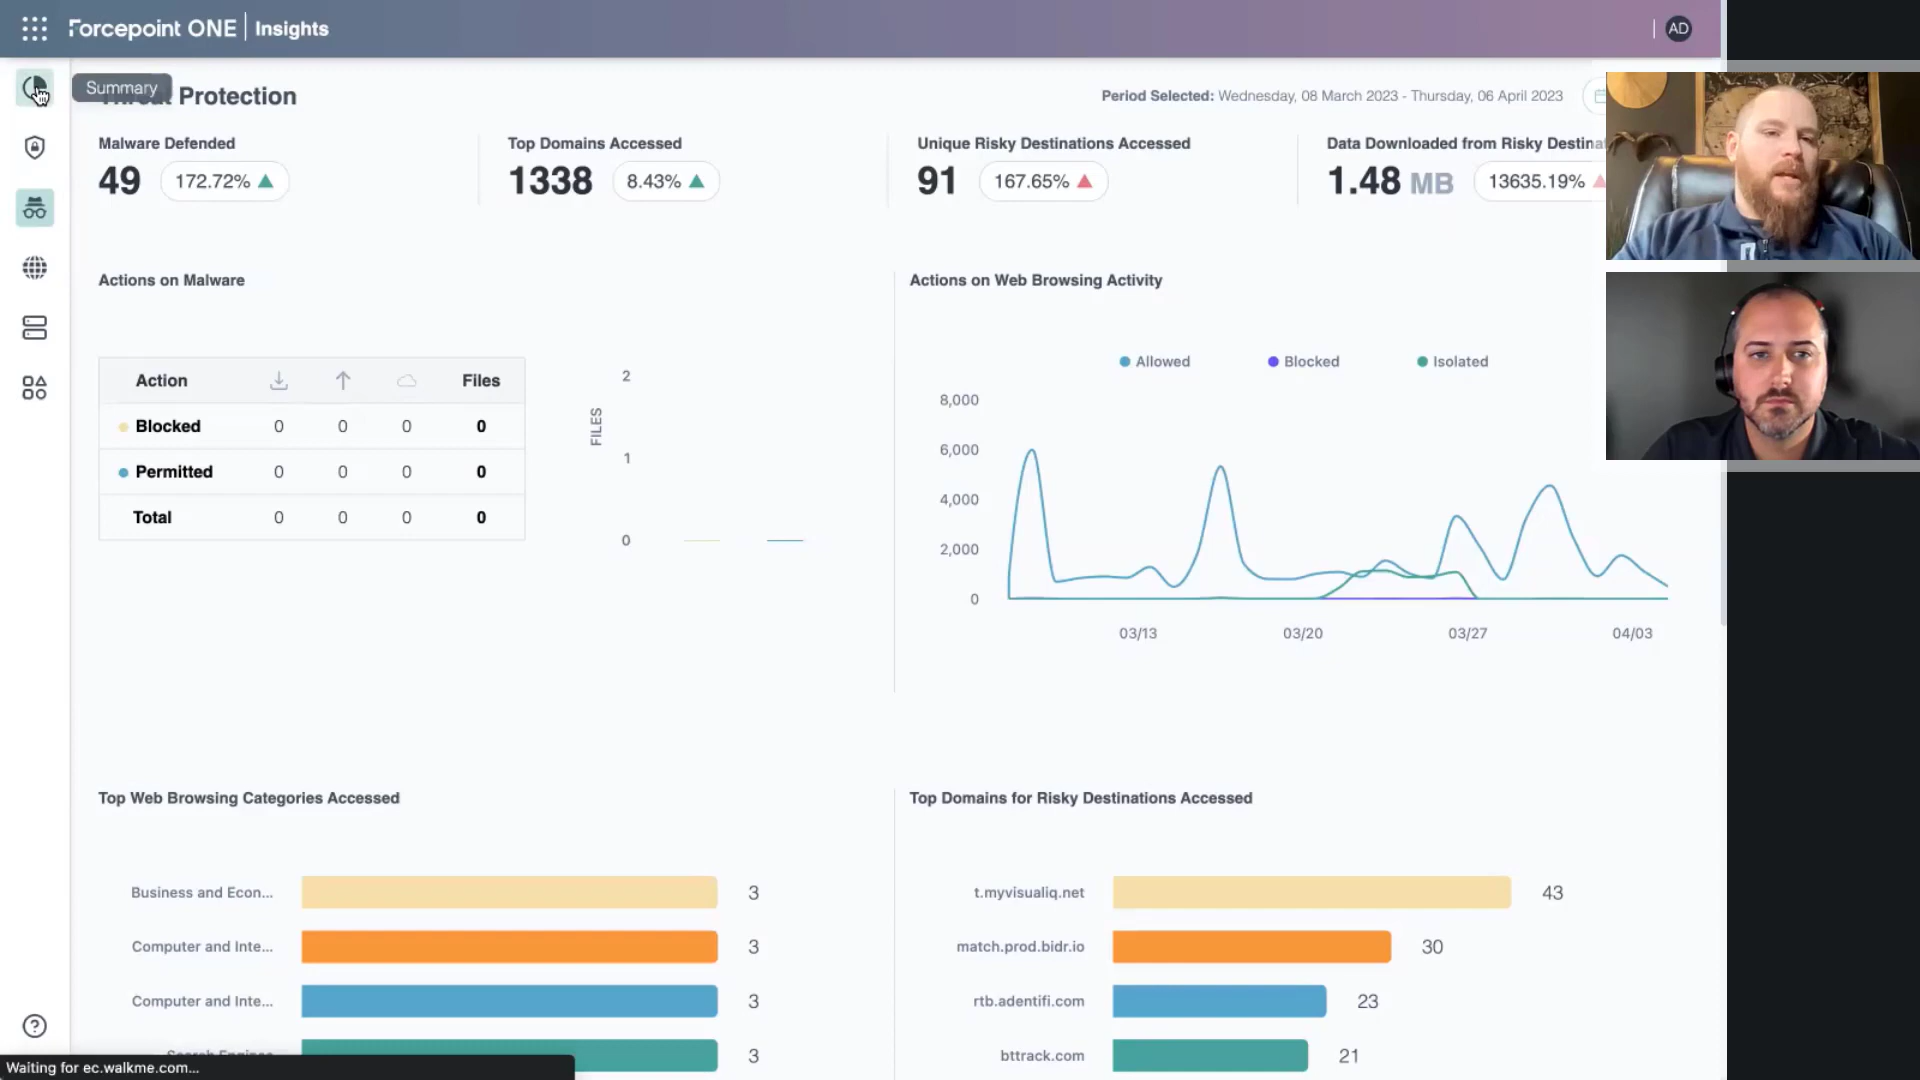 Forcepoint ONE | Insights
AD
Summary
Threat Protection
Period Selected: Wednesday, 08 March 2023 - Thursday, 06 April 2023
Malware Defended
49 172.72%
Top Domains Accessed
1338 8.43%
Unique Risky Destinations Accessed
91 167.65%
Data Downloaded from Risky Destina
1.48 MB 13635.19%
Actions on Malware
Action Files
Blocked 0 0 0 0
Permitted 0 0 0 0
Total 0 0 0 0
FILES
2
1
0
Actions on Web Browsing Activity
Allowed Blocked Isolated
8,000
6,000
4,000
2,000
0
03/13 03/20 03/27 04/03
Top Web Browsing Categories Accessed
Business and Econ... 3
Computer and Inte... 3
Computer and Inte... 3
Search Engines 3
Top Domains for Risky Destinations Accessed
t.myvisualiq.net 43
match.prod.bidr.io 30
rtb.adentifi.com 23
bttrack.com 21
Waiting for ec.walkme.com...